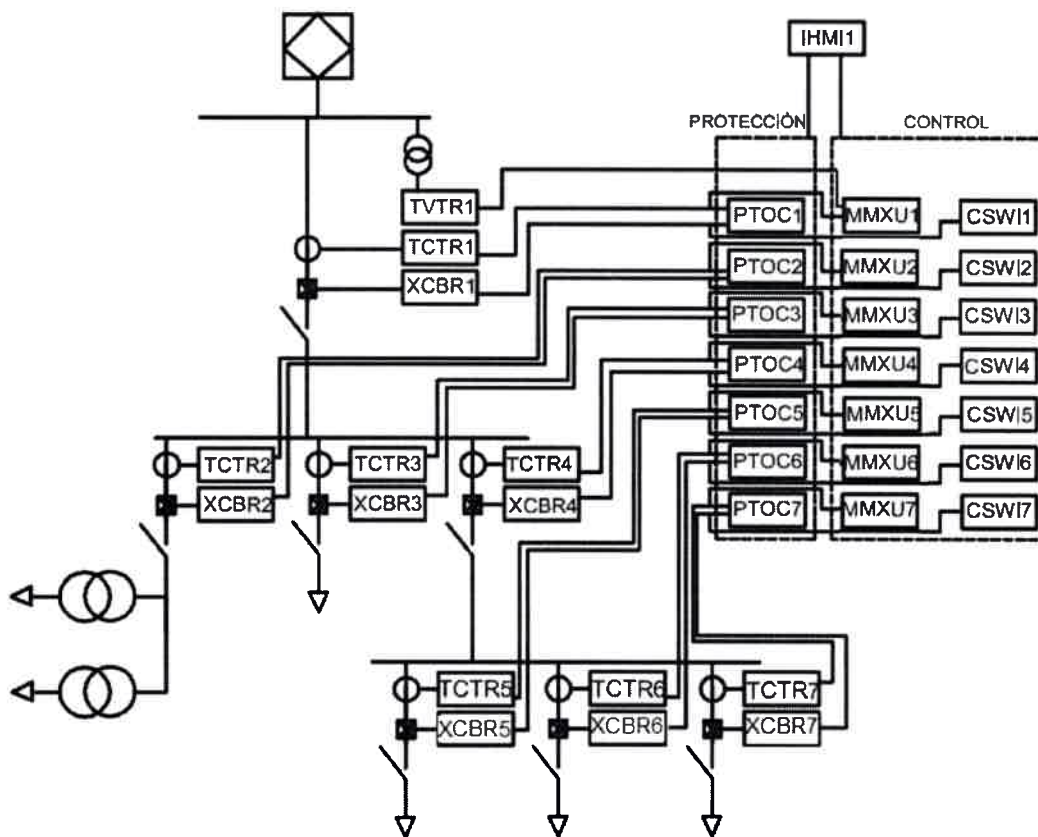 IHMI1
PROTECCIÓN CONTROL
TVTR1 PTOC1 MMXU1 CSWI1
TCTR1
XCBR1
PTOC2 MMXU2 CSWI2
PTOC3 MMXU3 CSWI3
PTOC4 MMXU4 CSWI4
PTOC5 MMXU5 CSWI5
TCTR2 TCTR3 TCTR4 PTOC6 MMXU6 CSWI6
XCBR2 XCBR3 XCBR4 PTOC7 MMXU7 CSWI7
TCTR5 TCTR6 TCTR7
XCBR5 XCBR6 XCBR7